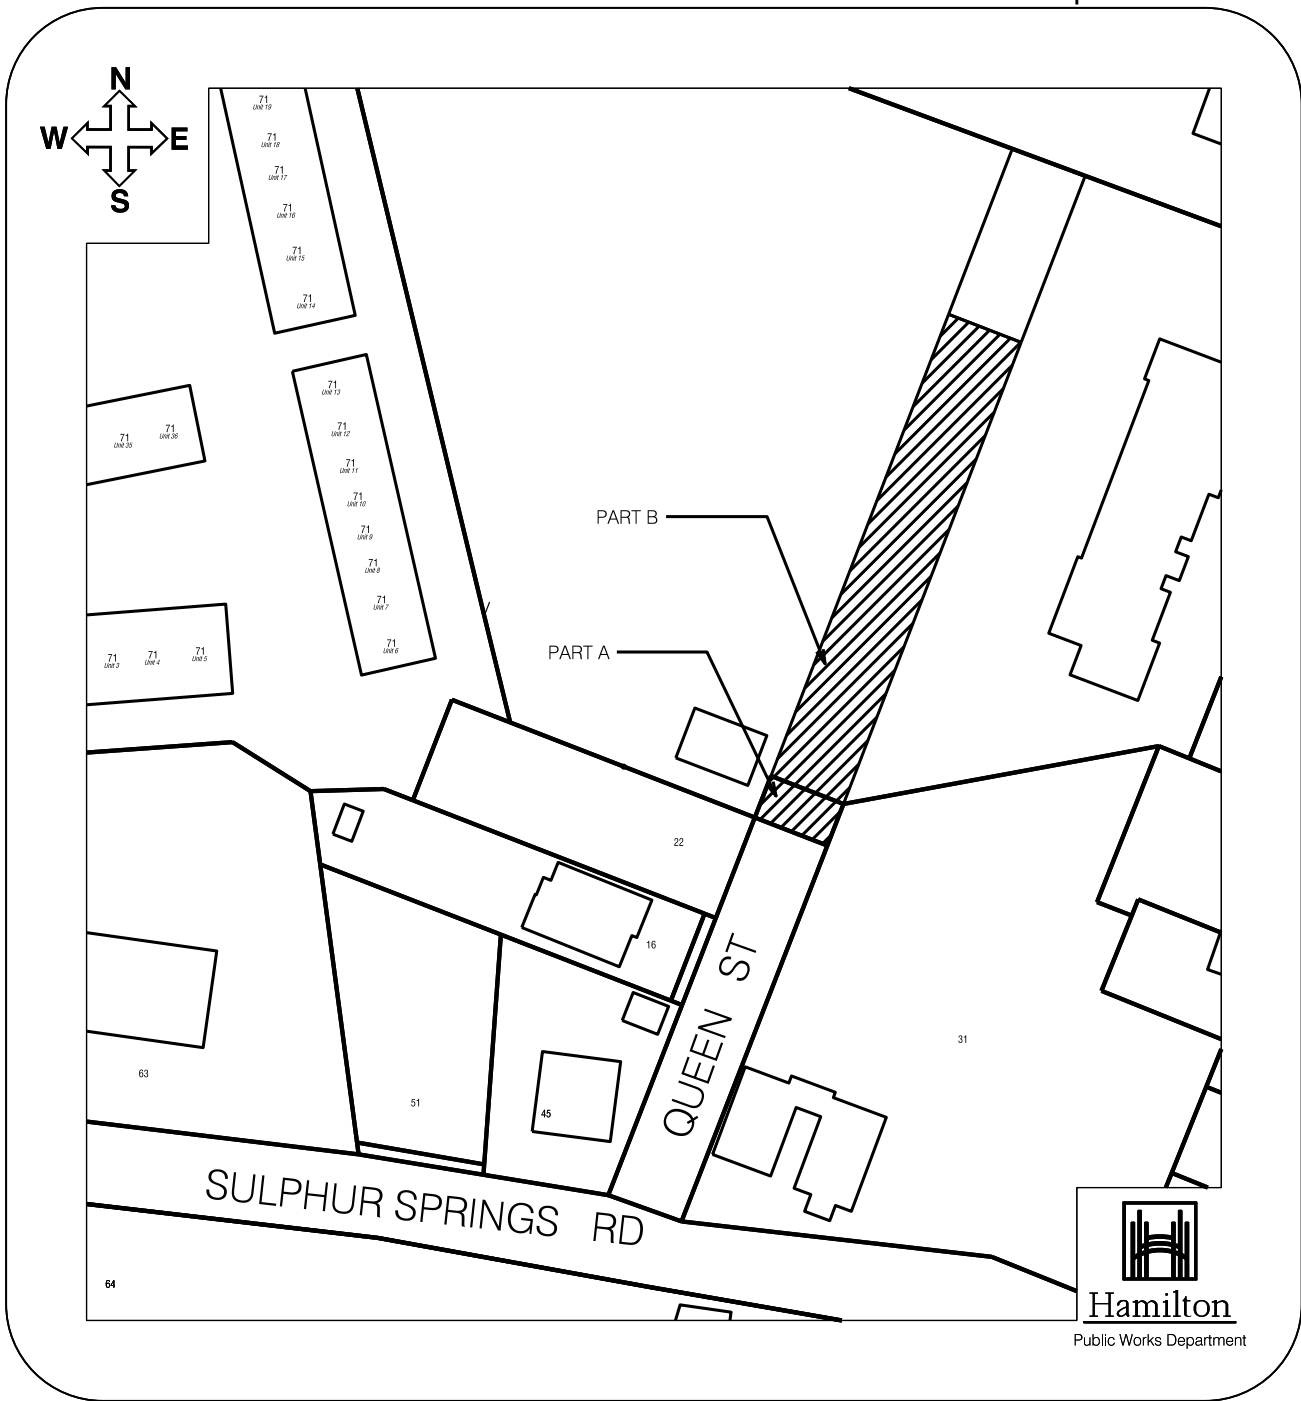 N
W E
S
71
Unit 19
71
Unit 18
71
Unit 17
71
Unit 16
71
Unit 15
71
Unit 14
71
Unit 13
71
Unit 12
71
Unit 11
71
Unit 10
71
Unit 9
71
Unit 8
71
Unit 7
71
Unit 6
71
Unit 35
71
Unit 36
71
Unit 3
71
Unit 4
71
Unit 5
PART B
PART A
22
16
31
63
51
45
QUEEN ST
SULPHUR SPRINGS RD
64
Hamilton
Public Works Department